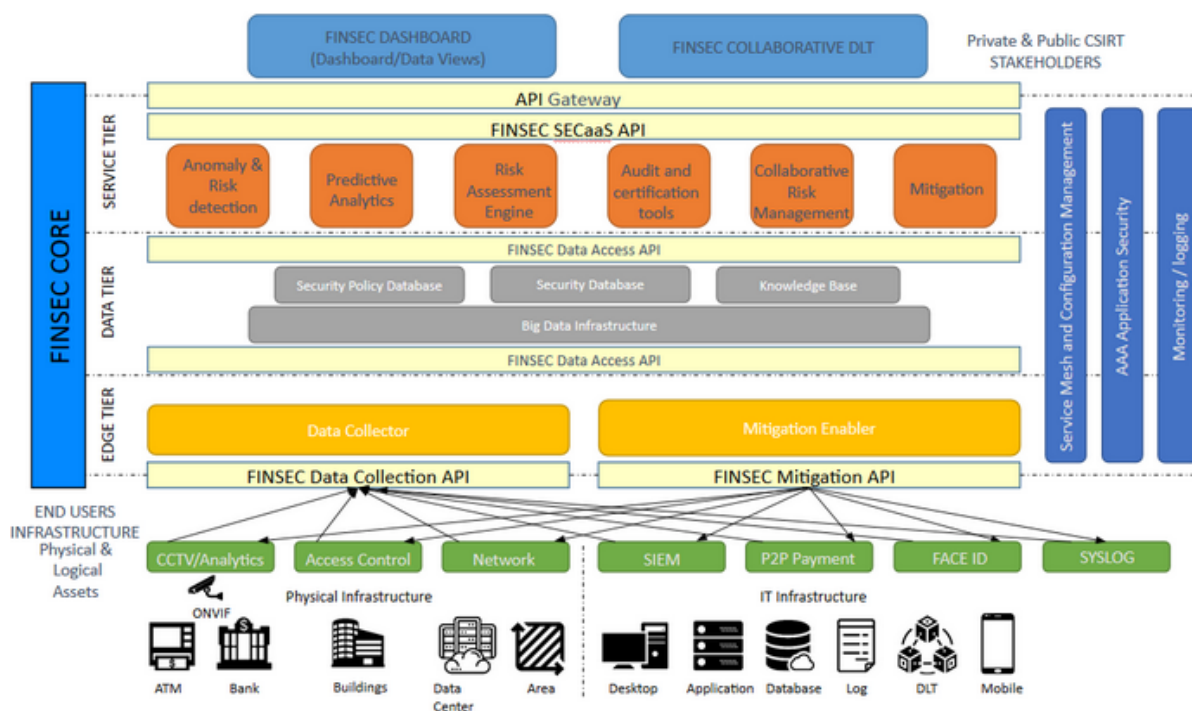 FINSEC DASHBOARD
(Dashboard/Data Views)
FINSEC COLLABORATIVE DLT
Private & Public CSIRT
STAKEHOLDERS
FINSEC CORE
SERVICE TIER
API Gateway
FINSEC SECaaS API
Anomaly &
Risk
detection
Predictive
Analytics
Risk
Assessment
Engine
Audit and
certification
tools
Collaborative
Risk
Management
Mitigation
DATA TIER
FINSEC Data Access API
Security Policy Database
Security Database
Knowledge Base
Big Data Infrastructure
FINSEC Data Access API
EDGE TIER
Data Collector
Mitigation Enabler
FINSEC Data Collection API
FINSEC Mitigation API
Service Mesh and Configuration Management
AAA Application Security
Monitoring / logging
END USERS
INFRASTRUCTURE
Physical &
Logical
Assets
CCTV/Analytics
Access Control
Network
SIEM
P2P Payment
FACE ID
SYSLOG
ONVIF
Physical Infrastructure
IT Infrastructure
ATM
Bank
Buildings
Data
Center
Area
Desktop
Application
Database
Log
DLT
Mobile